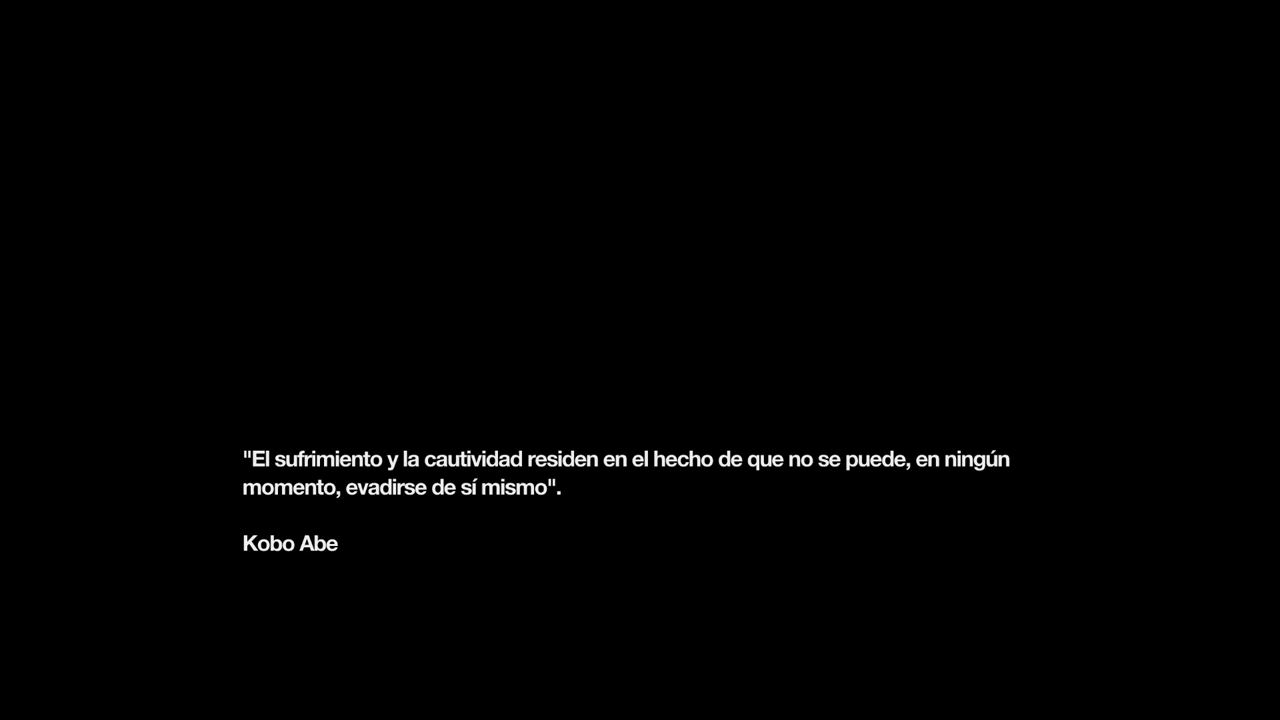 "El sufrimiento y la cautividad residen en el hecho de que no se puede, en ningún
momento, evadirse de sí mismo".
Kobo Abe